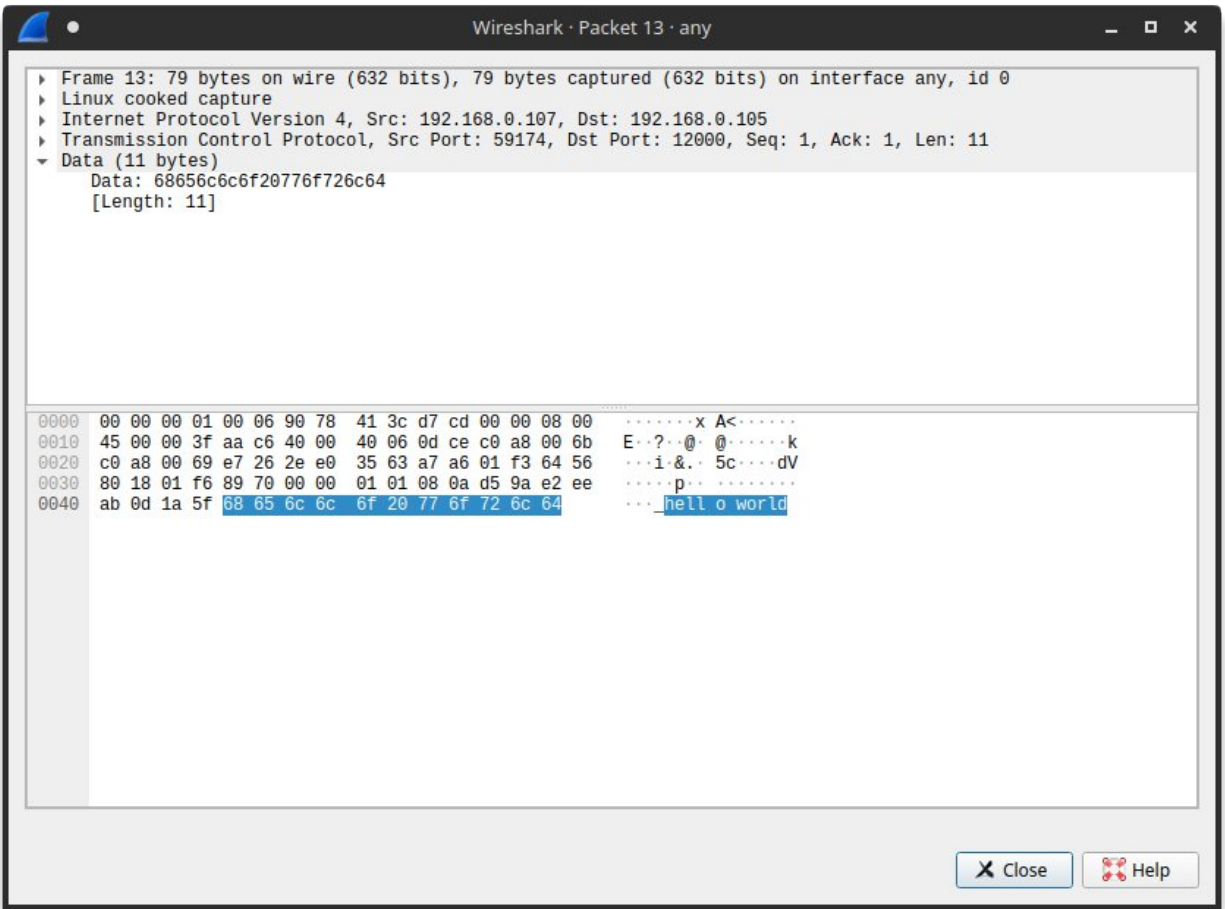 Wireshark · Packet 13 · any
Frame 13: 79 bytes on wire (632 bits), 79 bytes captured (632 bits) on interface any, id 0
Linux cooked capture
Internet Protocol Version 4, Src: 192.168.0.107, Dst: 192.168.0.105
Transmission Control Protocol, Src Port: 59174, Dst Port: 12000, Seq: 1, Ack: 1, Len: 11
Data (11 bytes)
Data: 68656c6c6f20776f726c64
[Length: 11]
0000 00 00 00 01 00 06 90 78 41 3c d7 cd 00 00 08 00 ·······x A<······
0010 45 00 00 3f aa c6 40 00 40 06 0d ce c0 a8 00 6b E··?··@· @······k
0020 c0 a8 00 69 e7 26 2e e0 35 63 a7 a6 01 f3 64 56 ···i·&.· 5c····dV
0030 80 18 01 f6 89 70 00 00 01 01 08 0a d5 9a e2 ee ·····p·· ········
0040 ab 0d 1a 5f 68 65 6c 6c 6f 20 77 6f 72 6c 64 ···_hell o world
Close Help